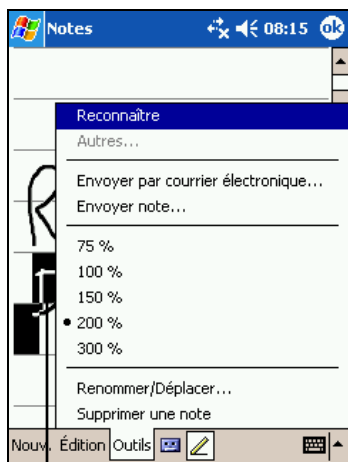 Notes 08:15 ok
Reconnaître
Autres...
Envoyer par courrier électronique...
Envoyer note...
75 %
100 %
150 %
200 %
300 %
Renommer/Déplacer...
Supprimer une note
Nouv. Édition Outils